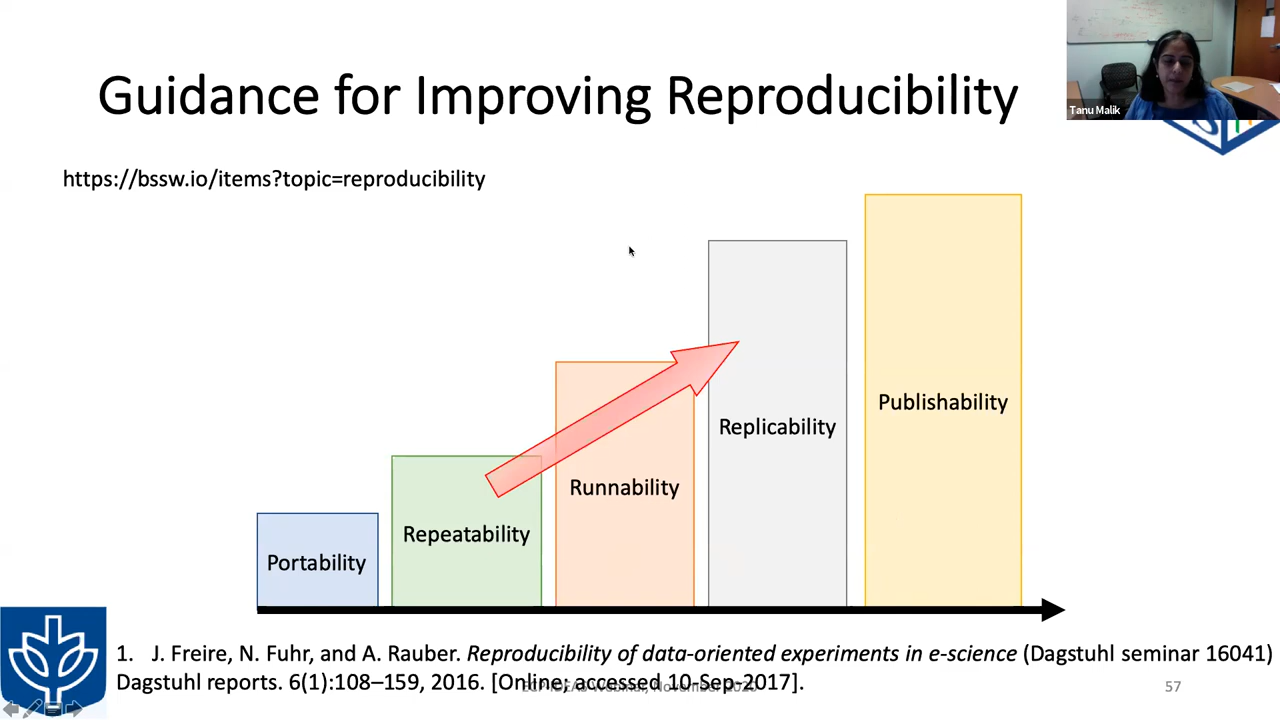 Guidance for Improving Reproducibility
Tanu Malik
https://bssw.io/items?topic=reproducibility
Publishability
Replicability
Runnability
Repeatability
Portability
1. J. Freire, N. Fuhr, and A. Rauber. Reproducibility of data-oriented experiments in e-science (Dagstuhl seminar 16041)
Dagstuhl reports. 6(1):108–159, 2016. [Online; accessed 10-Sep-2017].
57